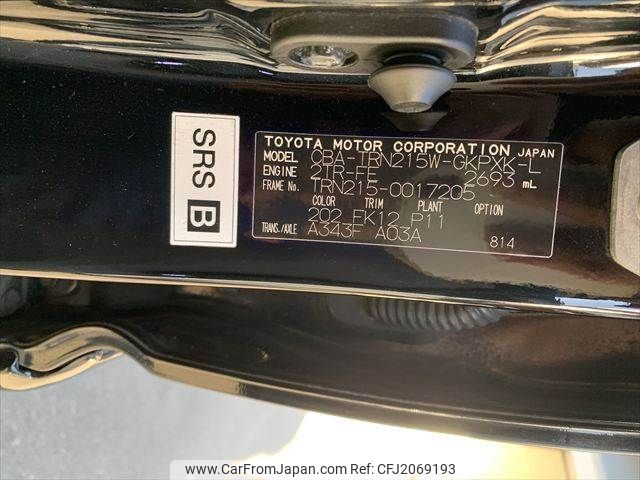 SRS B
TOYOTA MOTOR CORPORATION JAPAN
MODEL CBA-TRN215W-GKPXK-L
ENGINE 2TR-FE 2693 mL
FRAME No. TRN215-0017205
COLOR TRIM PLANT OPTION
202 FK12 P11
TRANS./AXLE A343F A03A 814
www.CarFromJapan.com | CFJ2069193